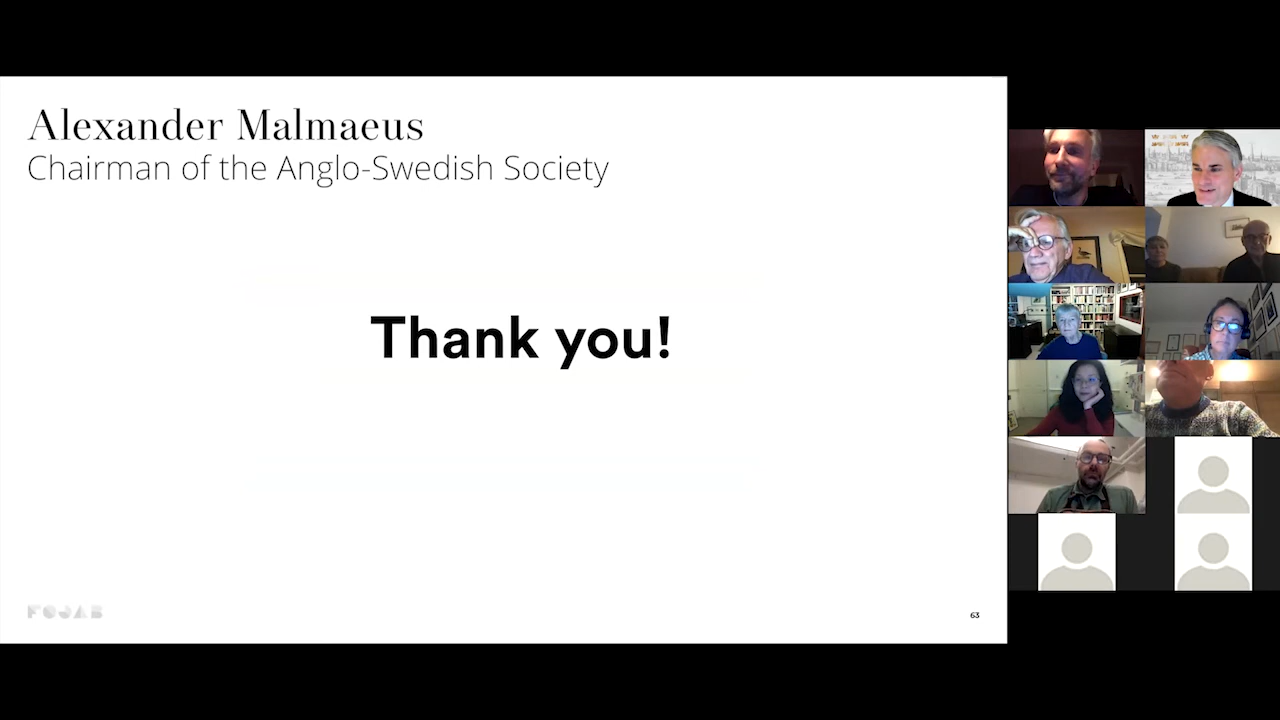 Alexander Malmaeus
Chairman of the Anglo-Swedish Society
Thank you!
FOJAB
63